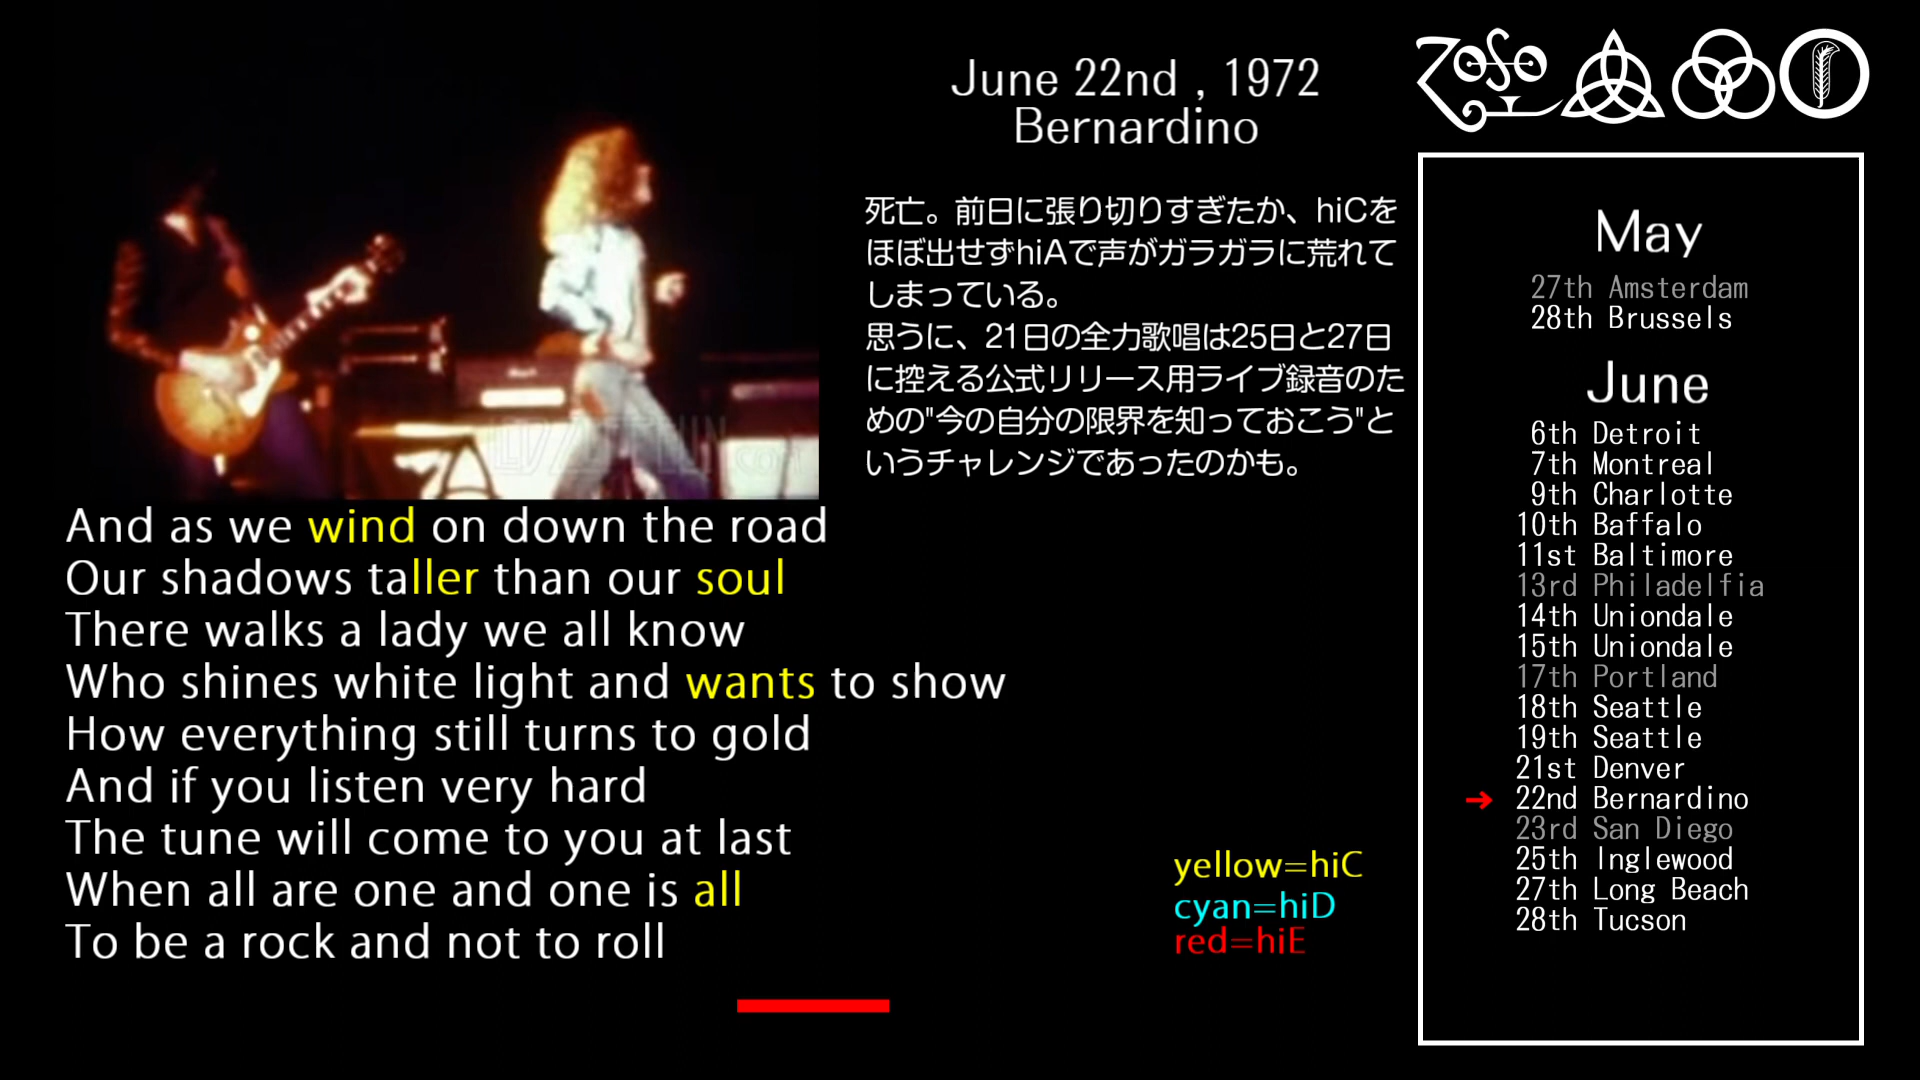 June 22nd , 1972
Bernardino
死亡。前日に張り切りすぎたか、hiCを
ほぼ出せずhiAで声がガラガラに荒れて
しまっている。
思うに、21日の全力歌唱は25日と27日
に控える公式リリース用ライブ録音のた
めの"今の自分の限界を知っておこう"と
いうチャレンジであったのかも。
And as we wind on down the road
Our shadows taller than our soul
There walks a lady we all know
Who shines white light and wants to show
How everything still turns to gold
And if you listen very hard
The tune will come to you at last
When all are one and one is all
To be a rock and not to roll
yellow=hiC
cyan=hiD
red=hiE
ZoSo
May
27th Amsterdam
28th Brussels
June
6th Detroit
7th Montreal
9th Charlotte
10th Baffalo
11st Baltimore
13rd Philadelfia
14th Uniondale
15th Uniondale
17th Portland
18th Seattle
19th Seattle
21st Denver
→ 22nd Bernardino
23rd San Diego
25th Inglewood
27th Long Beach
28th Tucson